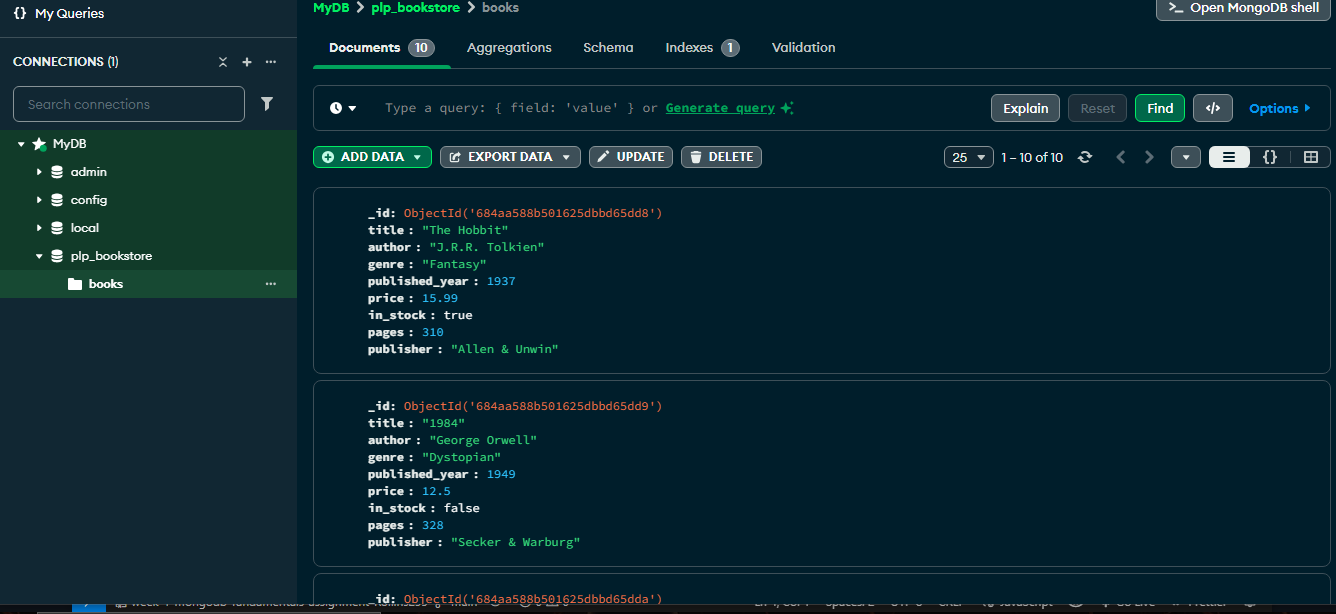 {} My Queries
CONNECTIONS (1)
Search connections
MyDB
admin
config
local
plp_bookstore
books
MyDB > plp_bookstore > books
>_ Open MongoDB shell
Documents 10 Aggregations Schema Indexes 1 Validation
Type a query: { field: 'value' } or Generate query
Explain Reset Find </> Options
ADD DATA EXPORT DATA UPDATE DELETE
25 1 – 10 of 10 {}
_id: ObjectId('684aa588b501625dbbd65dd8')
title : "The Hobbit"
author : "J.R.R. Tolkien"
genre : "Fantasy"
published_year : 1937
price : 15.99
in_stock : true
pages : 310
publisher : "Allen & Unwin"
_id: ObjectId('684aa588b501625dbbd65dd9')
title : "1984"
author : "George Orwell"
genre : "Dystopian"
published_year : 1949
price : 12.5
in_stock : false
pages : 328
publisher : "Secker & Warburg"
_id: ObjectId('684aa588b501625dbbd65dda')